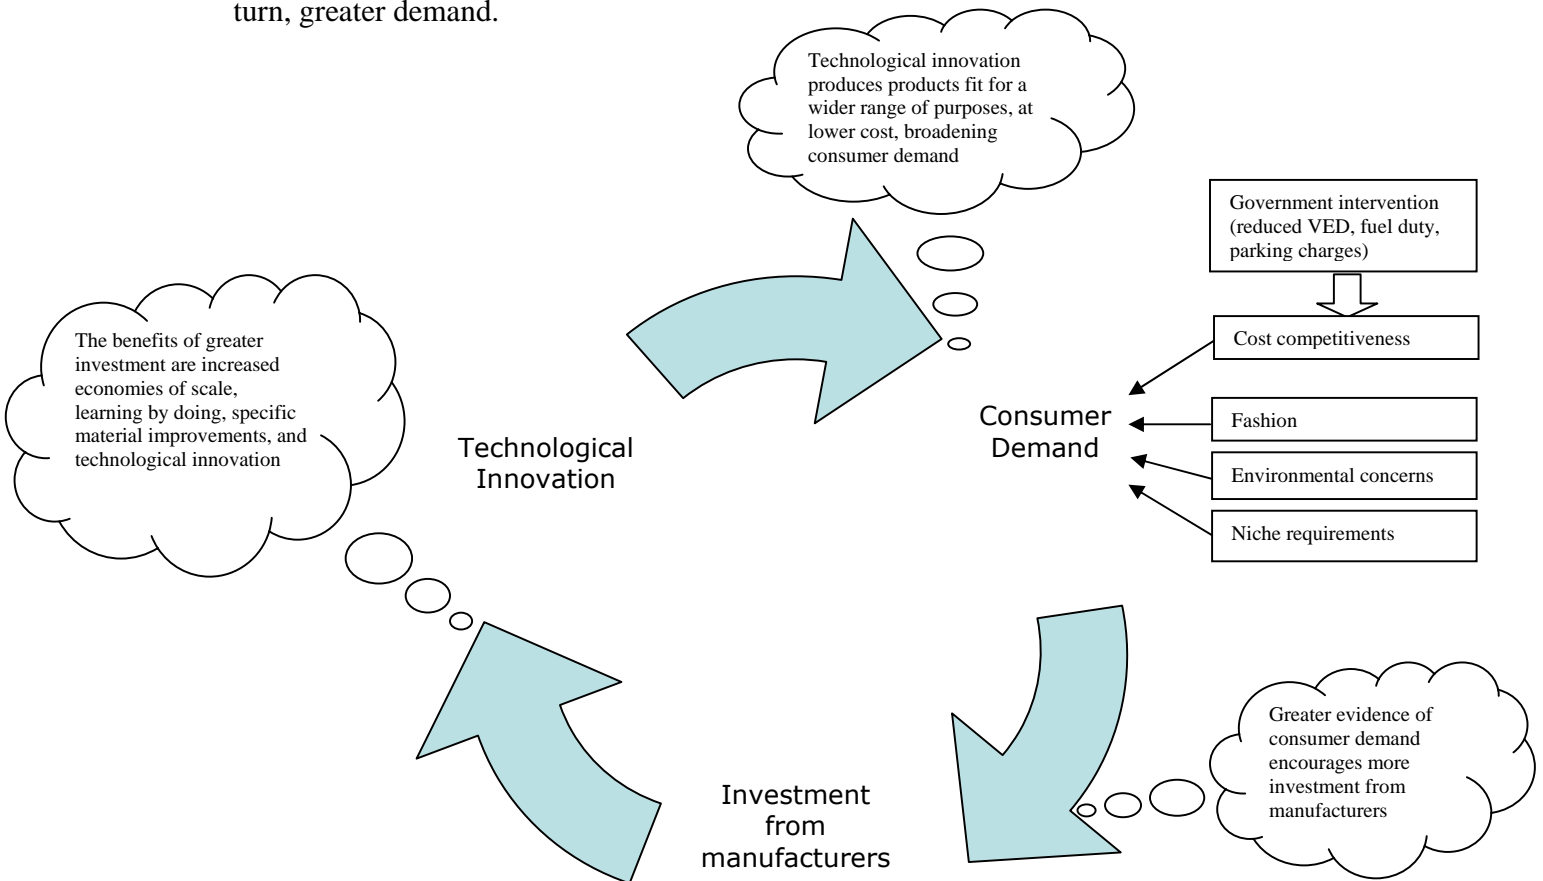 turn, greater demand.
Technological innovation
produces products fit for a
wider range of purposes, at
lower cost, broadening
consumer demand
Government intervention
(reduced VED, fuel duty,
parking charges)
Cost competitiveness
Fashion
Environmental concerns
Niche requirements
Consumer
Demand
The benefits of greater
investment are increased
economies of scale,
learning by doing, specific
material improvements, and
technological innovation
Technological
Innovation
Greater evidence of
consumer demand
encourages more
investment from
manufacturers
Investment
from
manufacturers